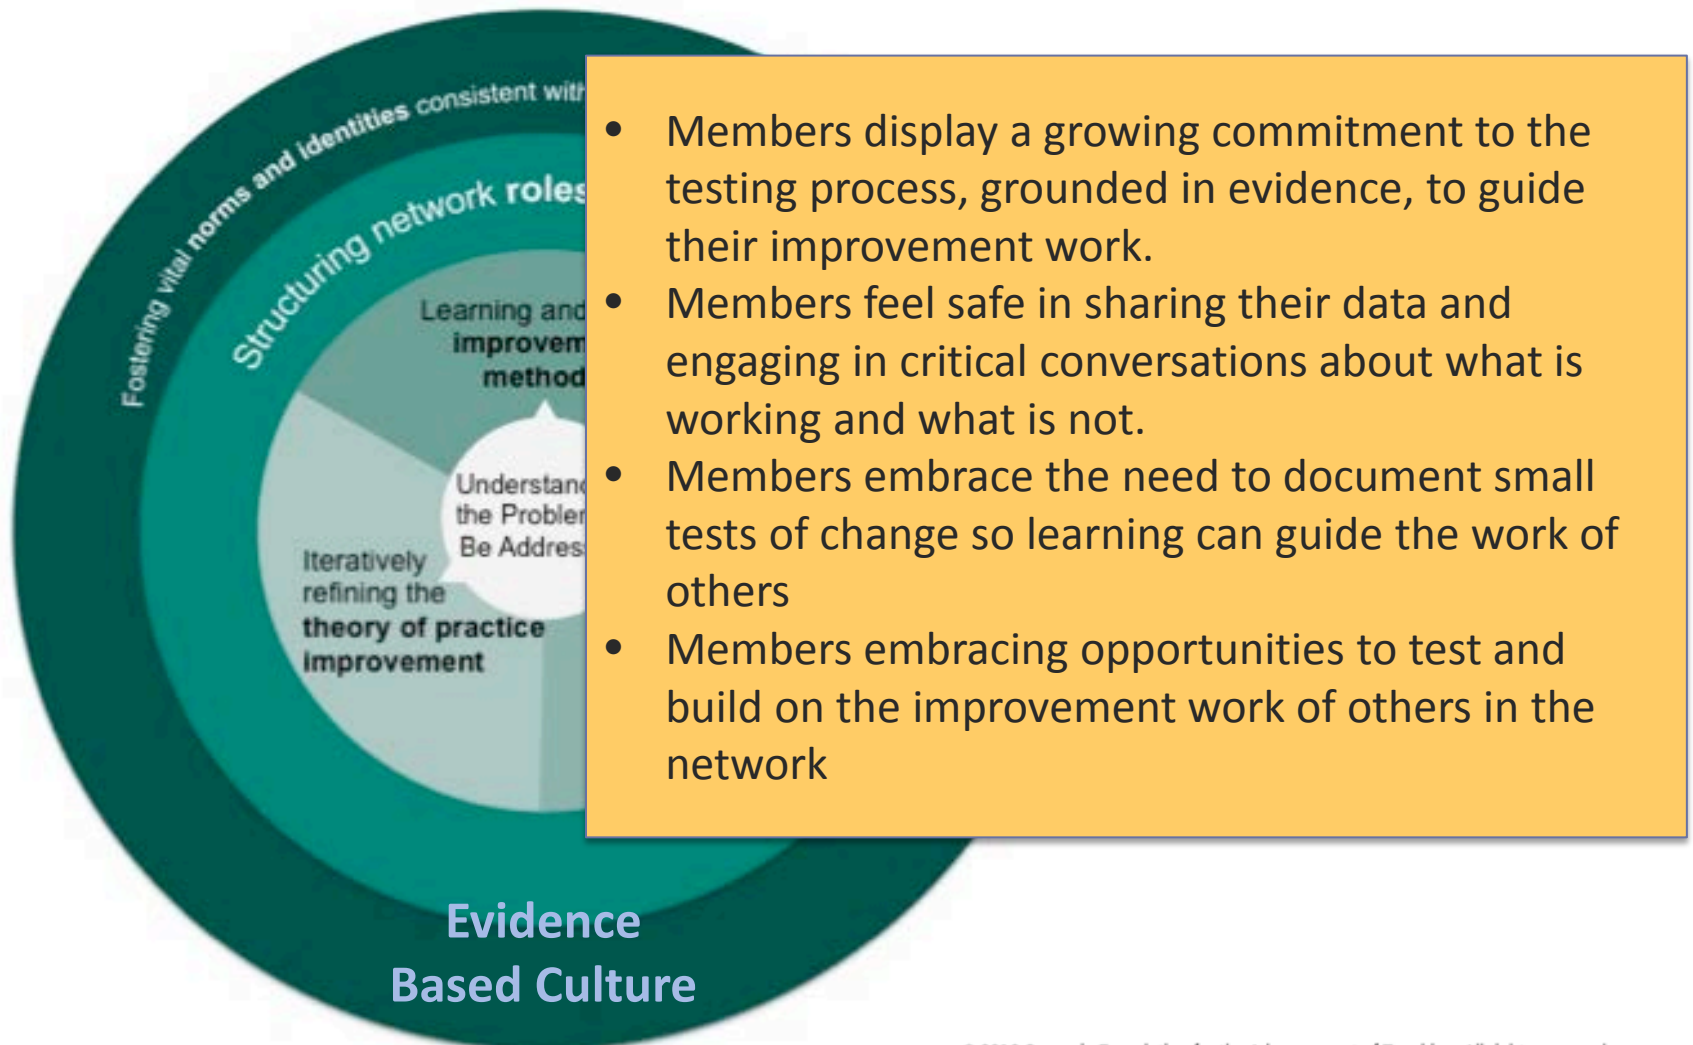 Fostering vital norms and identities consistent with
Structuring network roles
Learning and
improvem
method
Understand
the Problem
Be Addres
Iteratively
refining the
theory of practice
improvement
• Members display a growing commitment to the
testing process, grounded in evidence, to guide
their improvement work.
• Members feel safe in sharing their data and
engaging in critical conversations about what is
working and what is not.
• Members embrace the need to document small
tests of change so learning can guide the work of
others
• Members embracing opportunities to test and
build on the improvement work of others in the
network
Evidence
Based Culture